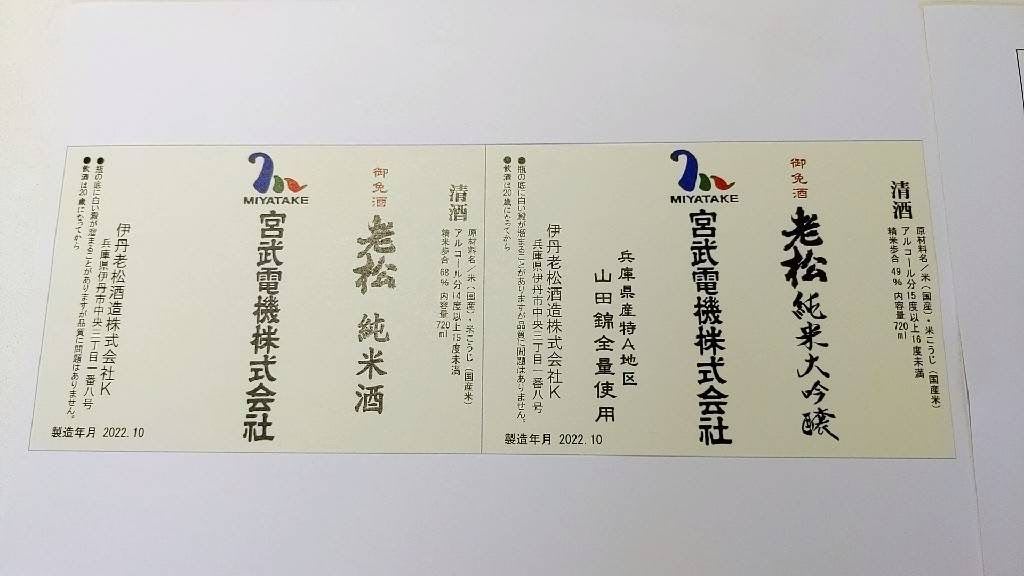 清酒
原材料名／米（国産）・米こうじ（国産米）
アルコール分15度以上16度未満
精米歩合 49％ 内容量720ml
御免酒
老松 純米大吟醸
MIYATAKE
宮武電機株式会社
兵庫県産特A地区
山田錦全量使用
伊丹老松酒造株式会社K
兵庫県伊丹市中央三丁目一番八号
●瓶の底に白い澱が溜まることがありますが品質に問題はありません。
●飲酒は20歳になってから
製造年月 2022.10
清酒
原材料名／米（国産）・米こうじ（国産米）
アルコール分14度以上15度未満
精米歩合 68％ 内容量720ml
御免酒
老松 純米酒
MIYATAKE
宮武電機株式会社
伊丹老松酒造株式会社K
兵庫県伊丹市中央三丁目一番八号
●瓶の底に白い澱が溜まることがありますが品質に問題はありません。
●飲酒は20歳になってから
製造年月 2022.10